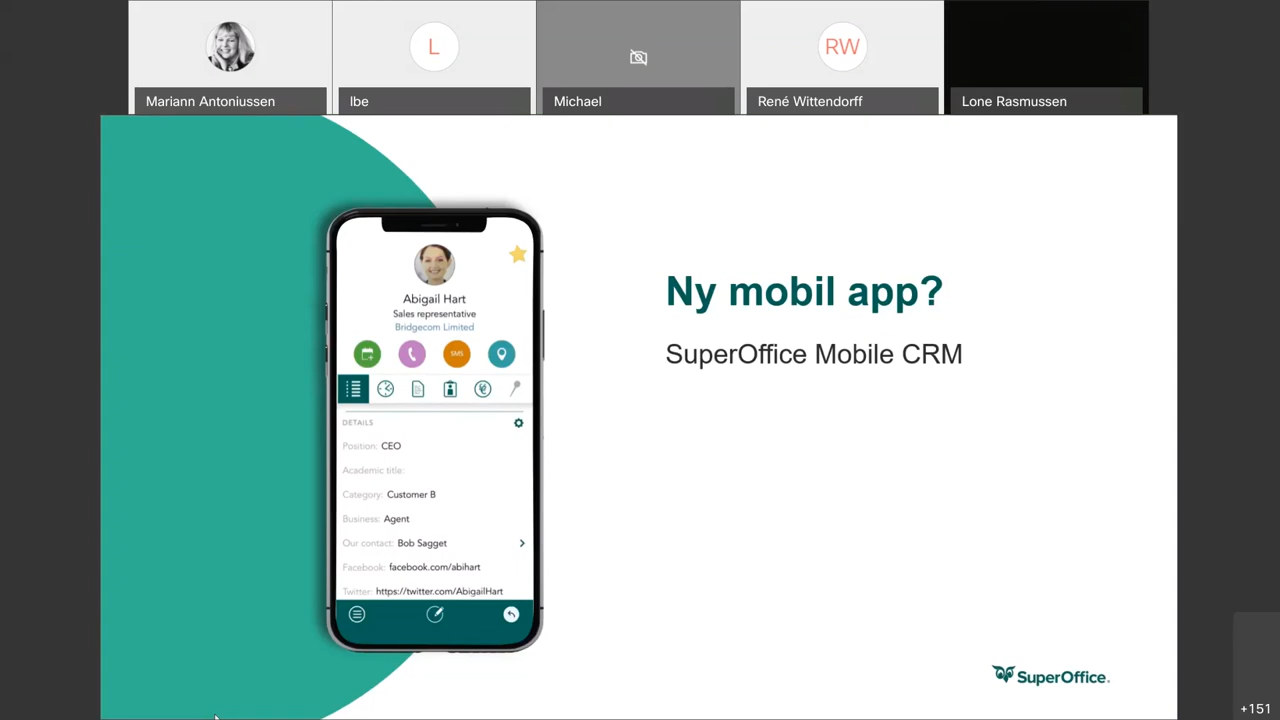 Mariann Antoniussen
L
lbe
Michael
RW
René Wittendorff
Lone Rasmussen
Abigail Hart
Sales representative
Bridgecom Limited
SMS
DETAILS
Position: CEO
Academic title:
Category: Customer B
Business: Agent
Our contact: Bob Sagget
Facebook: facebook.com/abihart
Twitter: https://twitter.com/AbigailHart
Ny mobil app?
SuperOffice Mobile CRM
SuperOffice.
+151